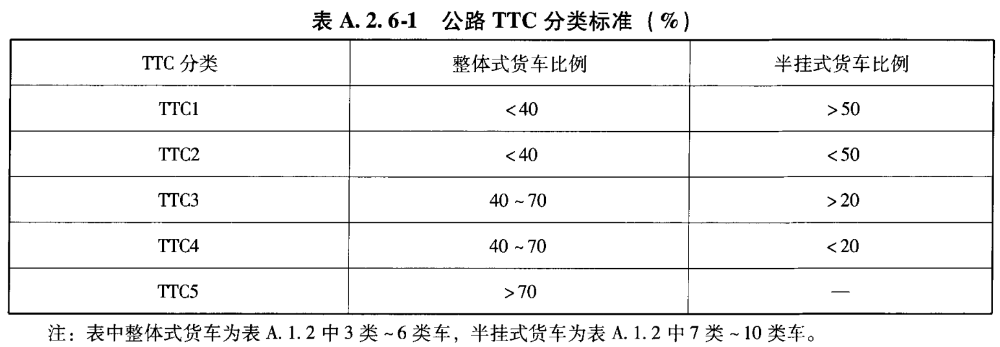 表 A. 2. 6-1 公路 TTC 分类标准（%）
TTC 分类 整体式货车比例 半挂式货车比例
TTC1 <40 >50
TTC2 <40 <50
TTC3 40 ~ 70 >20
TTC4 40 ~ 70 <20
TTC5 >70 —
注：表中整体式货车为表 A. 1. 2 中 3 类 ~ 6 类车，半挂式货车为表 A. 1. 2 中 7 类 ~ 10 类车。